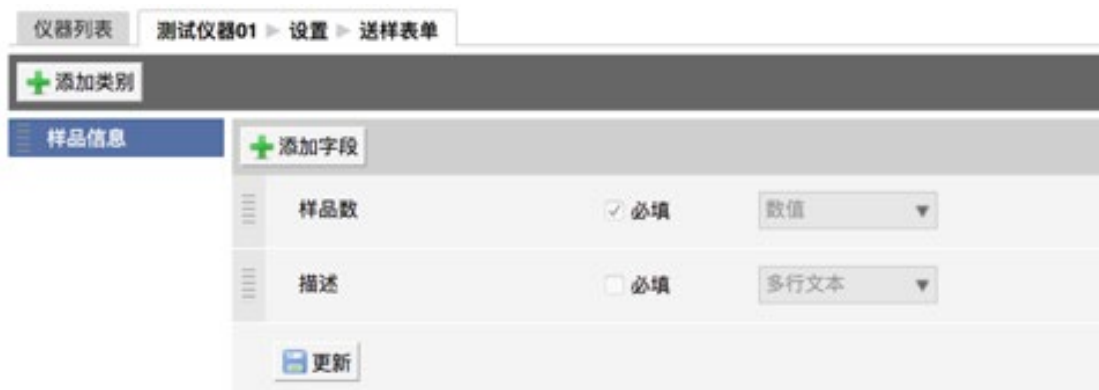 仪器列表 测试仪器01 ▶ 设置 ▶ 送样表单
添加类别
样品信息
添加字段
样品数 必填 数值
描述 必填 多行文本
更新